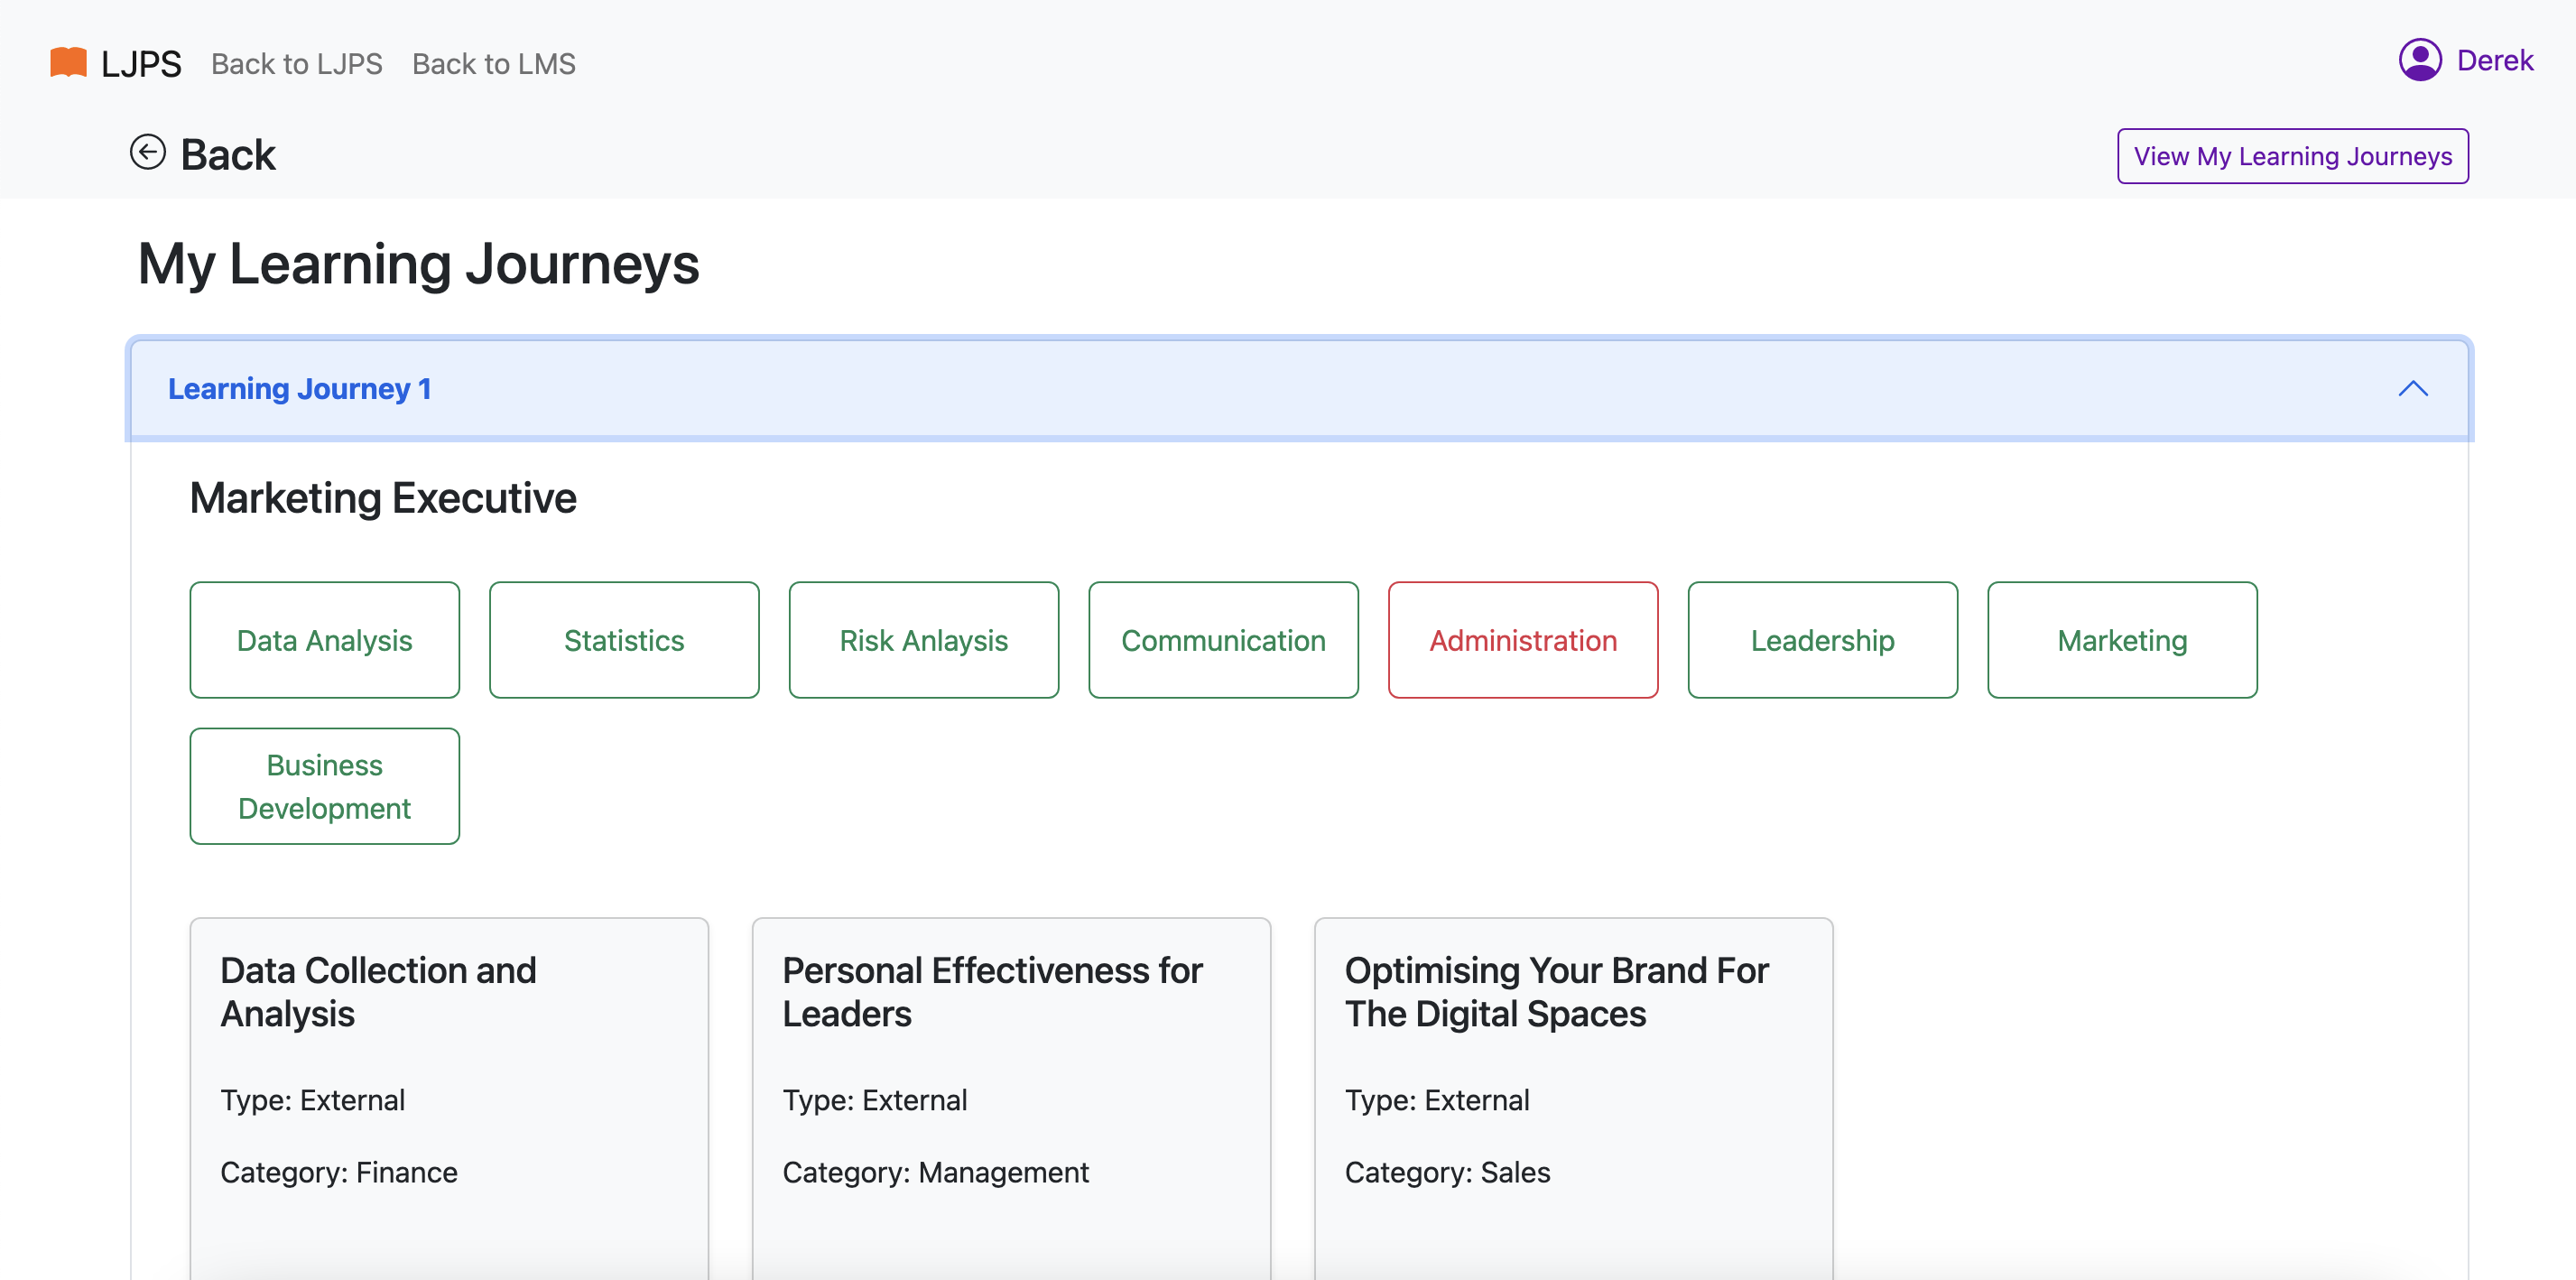 LJPS Back to LJPS Back to LMS Derek
Back View My Learning Journeys
My Learning Journeys
Learning Journey 1
Marketing Executive
Data Analysis Statistics Risk Anlaysis Communication Administration Leadership Marketing
Business
Development
Data Collection and
Analysis
Type: External
Category: Finance
Personal Effectiveness for
Leaders
Type: External
Category: Management
Optimising Your Brand For
The Digital Spaces
Type: External
Category: Sales